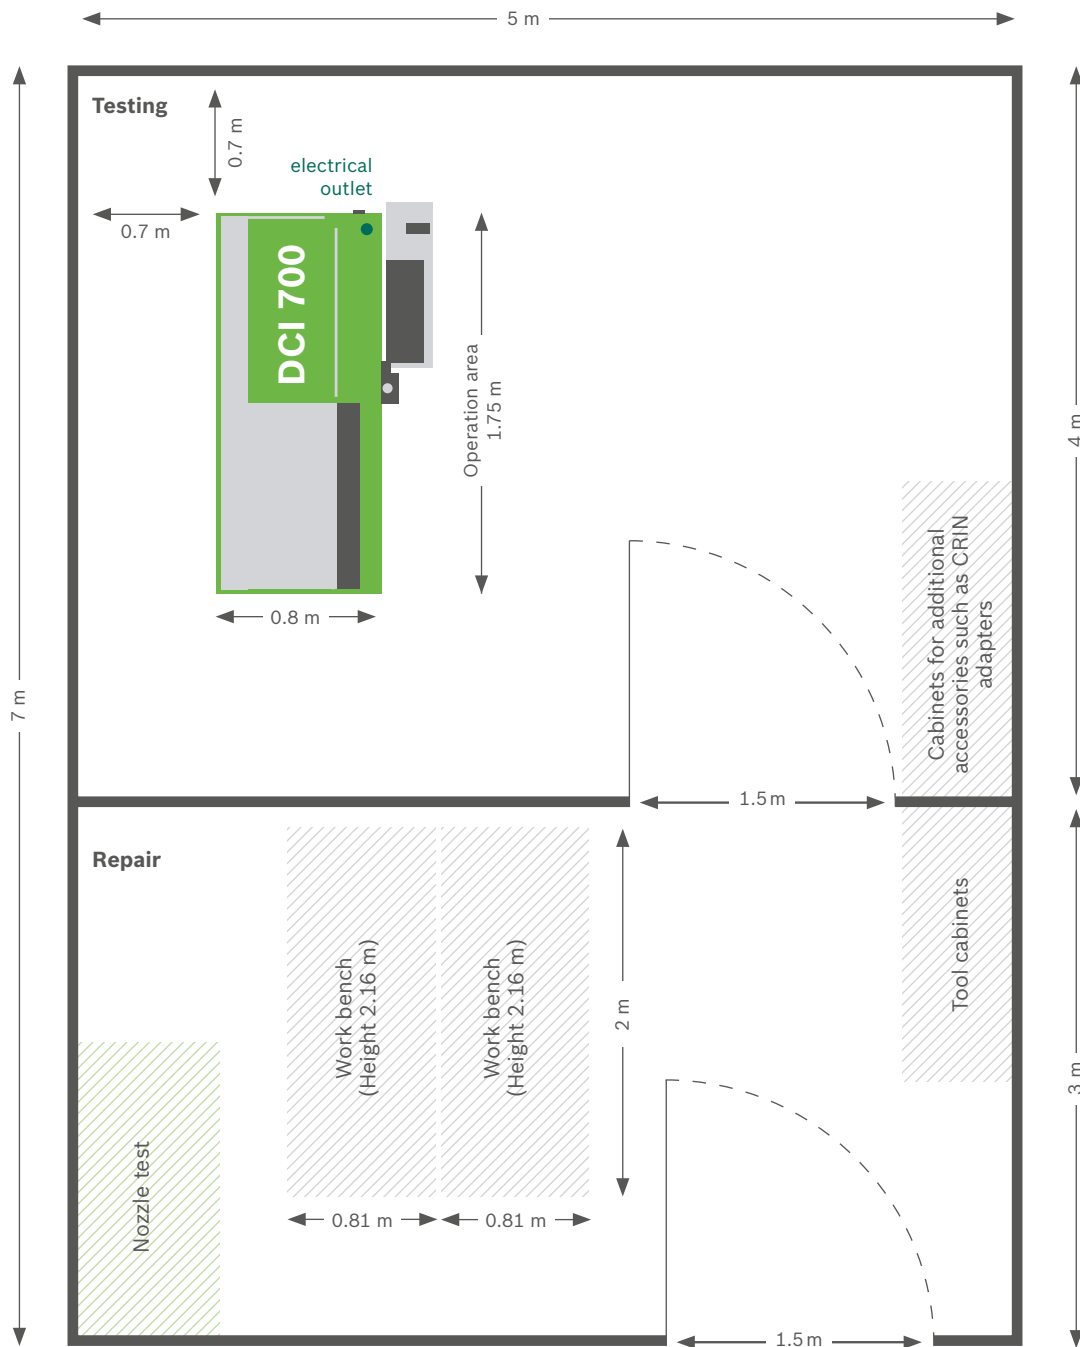 5 m
Testing
0.7 m
electrical
outlet
0.7 m
DCI 700
Operation area
1.75 m
4 m
0.8 m
Cabinets for additional
accessories such as CRIN
adapters
7 m
1.5 m
Repair
Work bench
(Height 2.16 m)
Work bench
(Height 2.16 m)
2 m
Tool cabinets
3 m
Nozzle test
0.81 m
0.81 m
1.5 m